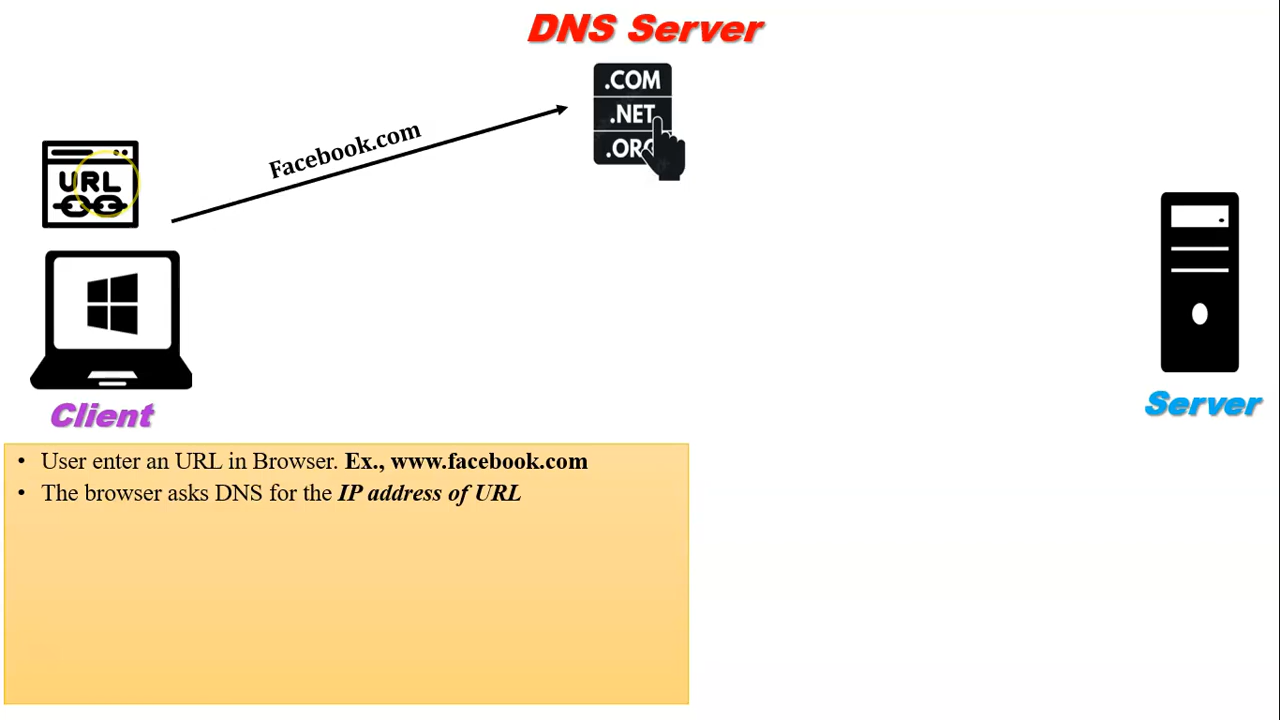 DNS Server
.COM
.NET
Facebook.com
URL
Client
Server
• User enter an URL in Browser. Ex., www.facebook.com
• The browser asks DNS for the IP address of URL